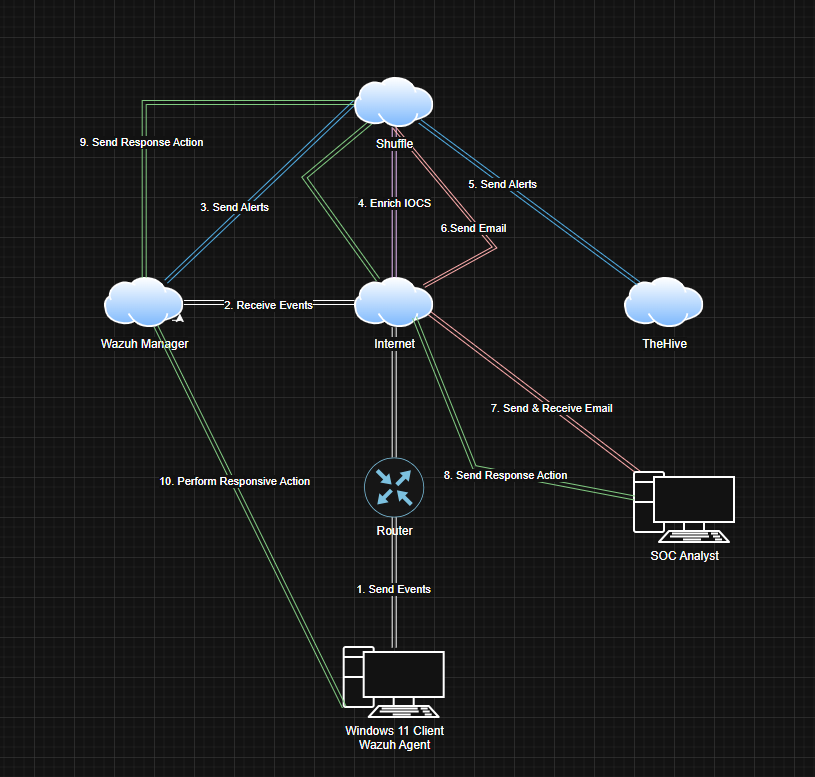 Shuffle
9. Send Response Action
5. Send Alerts
4. Enrich IOCS
3. Send Alerts
6.Send Email
2. Receive Events
Wazuh Manager
Internet
TheHive
7. Send & Receive Email
8. Send Response Action
10. Perform Responsive Action
Router
SOC Analyst
1. Send Events
Windows 11 Client
Wazuh Agent